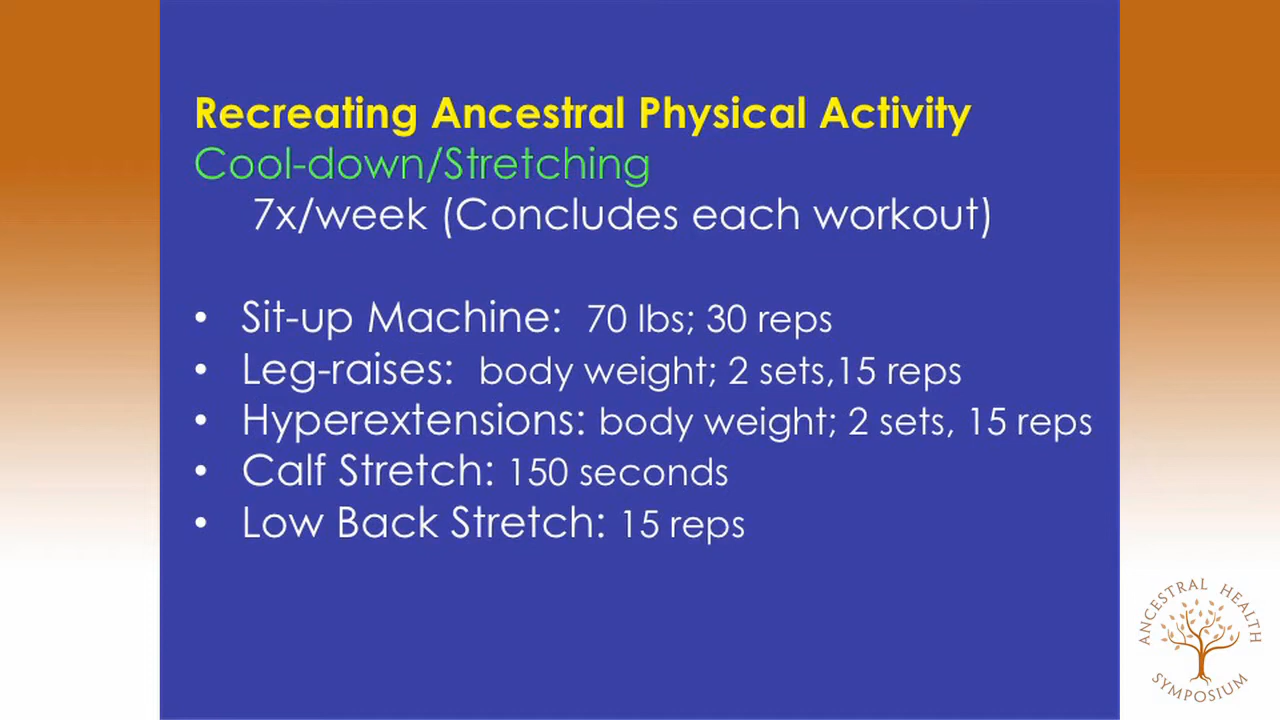 Recreating Ancestral Physical Activity
Cool-down/Stretching
7x/week (Concludes each workout)
• Sit-up Machine: 70 lbs; 30 reps
• Leg-raises: body weight; 2 sets,15 reps
• Hyperextensions: body weight; 2 sets, 15 reps
• Calf Stretch: 150 seconds
• Low Back Stretch: 15 reps
ANCESTRAL HEALTH
SYMPOSIUM